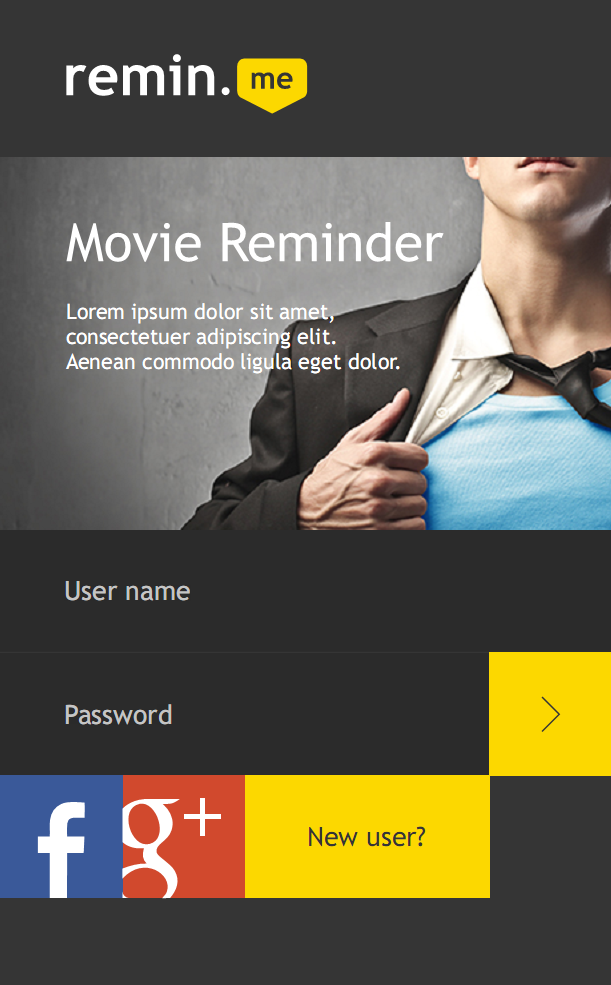 remin.me
Movie Reminder
Lorem ipsum dolor sit amet,
consectetuer adipiscing elit.
Aenean commodo ligula eget dolor.
User name
Password
f g+ New user?